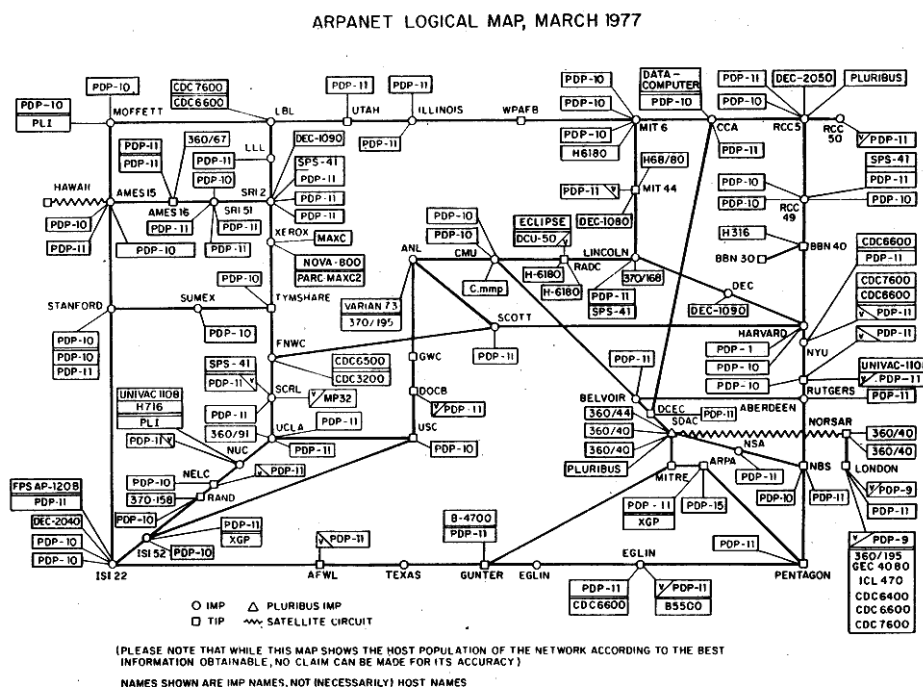 ARPANET LOGICAL MAP, MARCH 1977
PDP-10
PLI
PDP-10
MOFFETT
CDC 7600
CDC 6600
LBL
PDP-11
UTAH
PDP-11
ILLINOIS
PDP-11
WPAFB
PDP-10
PDP-10
PDP-10
H6180
MIT 6
DATA-
COMPUTER
PDP-10
CCA
PDP-11
PDP-11
PDP-10
DEC-2050
PLURIBUS
RCC 5
RCC
50
PDP-11
PDP-11
PDP-11
360/67
LLL
PDP-11
DEC-1090
SPS-41
PDP-11
PDP-11
PDP-11
HAWAII
AMES 15
AMES 16
PDP-10
SRI 51
SRI 2
PDP-10
PDP-11
PDP-10
PDP-11
PDP-11
H68/80
PDP-11
MIT 44
DEC-1080
SPS-41
PDP-11
PDP-10
PDP-10
PDP-10
RCC
49
XEROX
MAXC
NOVA-800
PARC-MAXC2
PDP-10
PDP-10
CMU
C.mmp
ANL
ECLIPSE
DCU-50
RADC
H-6180
H-6180
LINCOLN
370/168
PDP-11
SPS-41
H316
BBN 40
BBN 30
CDC6600
PDP-11
CDC7600
CDC6600
PDP-11
PDP-11
DEC
DEC-1090
STANFORD
PDP-10
PDP-10
PDP-11
SUMEX
PDP-10
PDP-10
TYMSHARE
VARIAN 73
370/195
SCOTT
PDP-11
HARVARD
PDP-1
PDP-10
PDP-10
NYU
FNWC
CDC6500
CDC3200
GWC
SPS-41
PDP-11
SCRL
MP32
DOCB
PDP-11
PDP-11
BELVOIR
UNIVAC-1108
PDP-11
RUTGERS
PDP-11
UNIVAC 1108
H716
PLI
PDP-11
PDP-11
360/91
UCLA
PDP-11
PDP-11
USC
360/44
360/40
360/40
PLURIBUS
DCEC
PDP-11
ABERDEEN
SDAC
NORSAR
360/40
360/40
NUC
NSA
PDP-11
NBS
PDP-10
PDP-11
LONDON
PDP-9
PDP-11
NELC
PDP-10
PDP-11
370-158
RAND
PDP-10
MITRE
ARPA
PDP-11
XGP
PDP-15
FPS AP-120B
PDP-11
DEC-2040
PDP-10
PDP-10
ISI 22
ISI 52
PDP-11
XGP
PDP-10
PDP-11
AFWL
TEXAS
B-4700
PDP-11
GUNTER
EGLIN
EGLIN
PDP-11
CDC6600
PDP-11
B5500
PDP-11
PENTAGON
PDP-9
360/195
GEC 4080
ICL 470
CDC6400
CDC6600
CDC7600
IMP
PLURIBUS IMP
TIP
SATELLITE CIRCUIT
(PLEASE NOTE THAT WHILE THIS MAP SHOWS THE HOST POPULATION OF THE NETWORK ACCORDING TO THE BEST
INFORMATION OBTAINABLE, NO CLAIM CAN BE MADE FOR ITS ACCURACY)
NAMES SHOWN ARE IMP NAMES, NOT (NECESSARILY) HOST NAMES